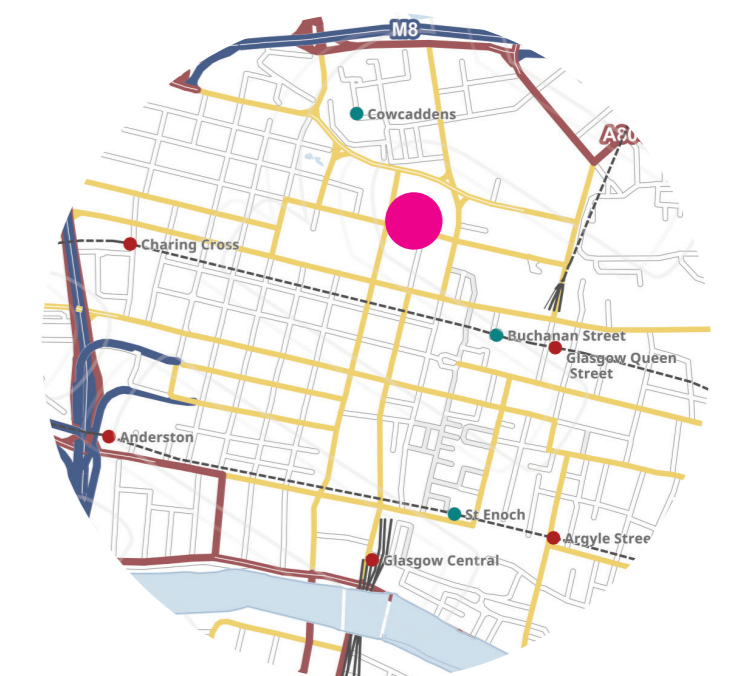 M8
Cowcaddens
A80
Charing Cross
Buchanan Street
Glasgow Queen
Street
Anderston
St Enoch
Argyle Stree
Glasgow Central